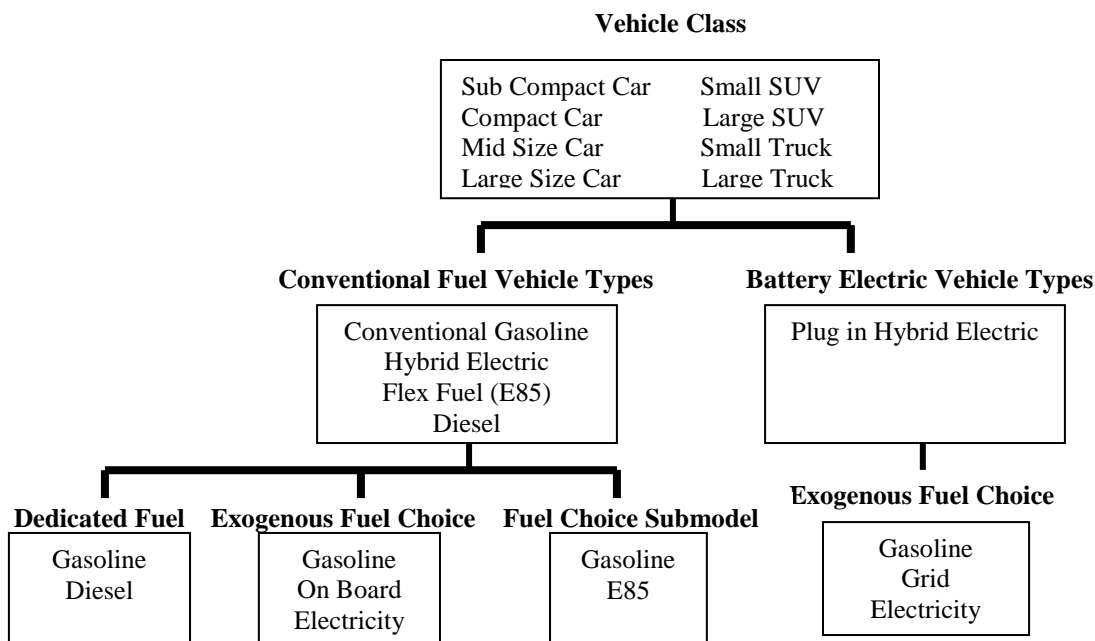 Vehicle Class
Sub Compact Car Small SUV
Compact Car Large SUV
Mid Size Car Small Truck
Large Size Car Large Truck
Conventional Fuel Vehicle Types
Conventional Gasoline
Hybrid Electric
Flex Fuel (E85)
Diesel
Battery Electric Vehicle Types
Plug in Hybrid Electric
Dedicated Fuel
Gasoline
Diesel
Exogenous Fuel Choice
Gasoline
On Board
Electricity
Fuel Choice Submodel
Gasoline
E85
Exogenous Fuel Choice
Gasoline
Grid
Electricity